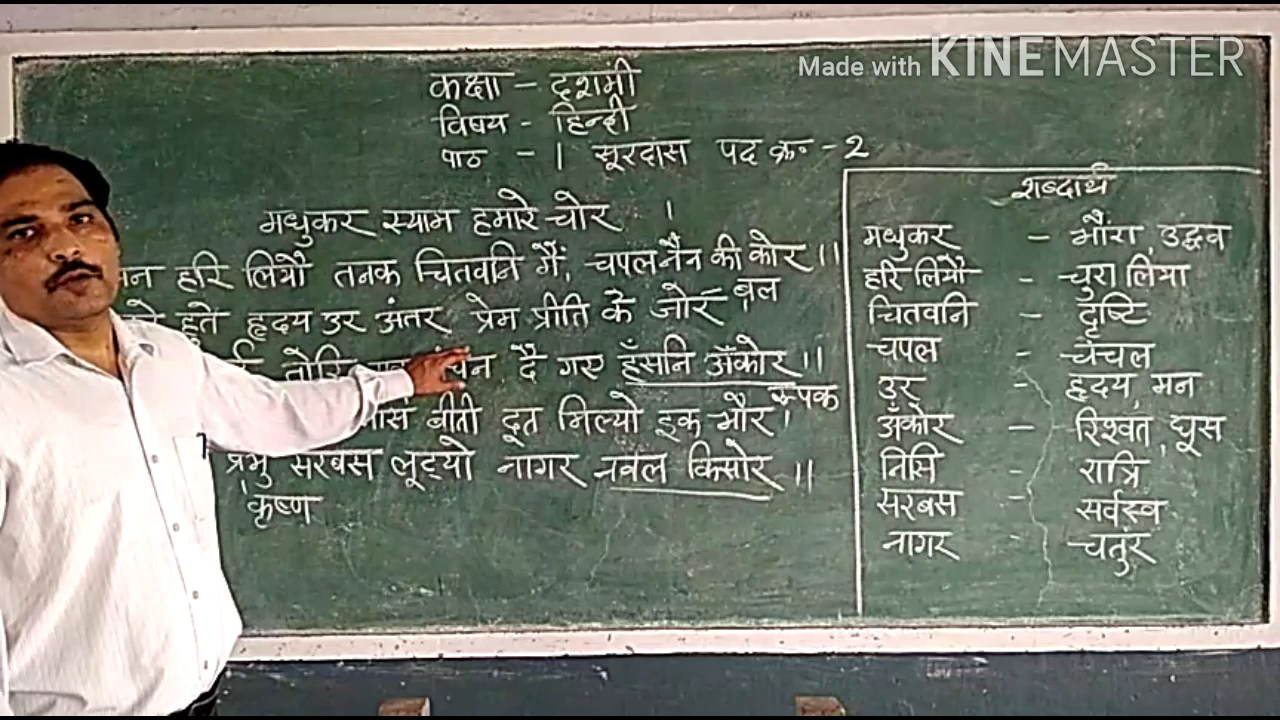 Made with KINEMASTER
कक्षा - दशमी
विषय - हिन्दी
पाठ - 1 सूरदास पद क्र॰ - 2
मधुकर स्याम हमारे चोर ।
मन हरि लियौ तनक चितवनि मैं, चपल नैन की कोर ।।
हुते हृदय उर अंतर प्रेम प्रीति के जोर ।
बल
तोरि दै गए हँसनि अँकोर ।।
रूपक
बीती दूत मिल्यो इक भौर ।
प्रभु सरबस लूट्यो नागर नवल किसोर ।।
कृष्ण
शब्दार्थ
मधुकर - भौंरा, उद्धव
हरि लियौ - चुरा लिया
चितवनि - दृष्टि
चपल - चंचल
उर - हृदय, मन
अँकोर - रिश्वत, घूस
निसि - रात्रि
सरबस - सर्वस्व
नागर - चतुर